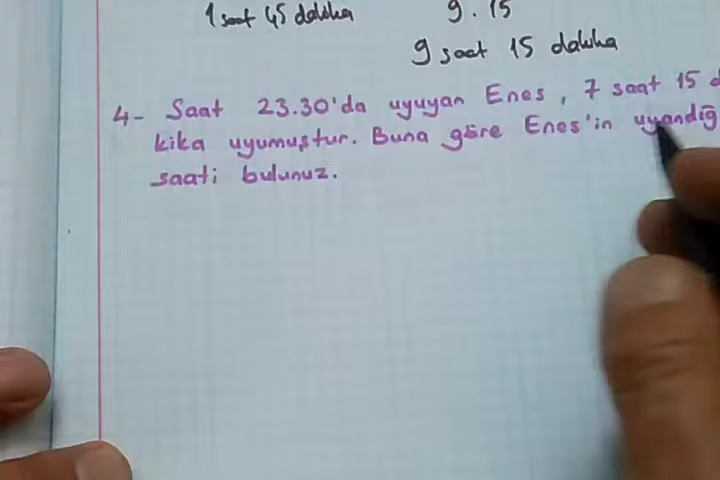 1 saat 45 dakika
9.15
9 saat 15 dakika
4- Saat 23.30'da uyuyan Enes, 7 saat 15 d
kika uyumuştur. Buna göre Enes'in uyandığ
saati bulunuz.